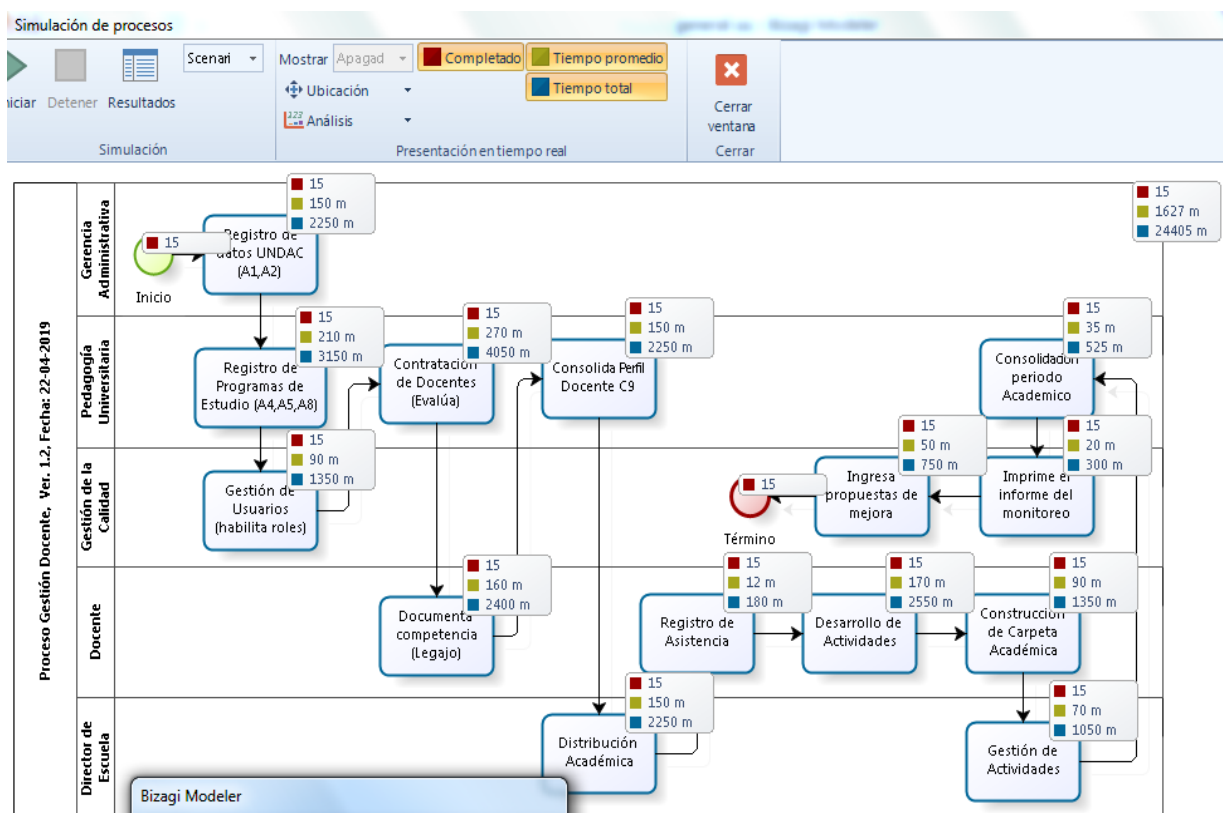 Simulación de procesos
Bizagi Modeler
Scenari
Mostrar Apagad
Completado
Tiempo promedio
Ubicación
Tiempo total
niciar
Detener
Resultados
Análisis
Cerrar
ventana
Simulación
Presentación en tiempo real
Cerrar
Proceso Gestión Docente, Ver. 1.2, Fecha: 22-04-2019
Gerencia
Administrativa
15
Inicio
15
150 m
2250 m
Registro de
datos UNDAC
(A1,A2)
15
1627 m
24405 m
Pedagogía
Universitaria
15
210 m
3150 m
Registro de
Programas de
Estudio (A4,A5,A8)
15
270 m
4050 m
Contratación
de Docentes
(Evalúa)
15
150 m
2250 m
Consolida Perfil
Docente C9
15
35 m
525 m
Consolidación
periodo
Academico
Gestión de la
Calidad
15
90 m
1350 m
Gestión de
Usuarios
(habilita roles)
15
Término
15
50 m
750 m
Ingresa
propuestas de
mejora
15
20 m
300 m
Imprime el
informe del
monitoreo
Docente
15
160 m
2400 m
Documenta
competencia
(Legajo)
15
12 m
180 m
Registro de
Asistencia
15
170 m
2550 m
Desarrollo de
Actividades
15
90 m
1350 m
Construcción
de Carpeta
Académica
Director de
Escuela
15
150 m
2250 m
Distribución
Académica
15
70 m
1050 m
Gestión de
Actividades
Bizagi Modeler